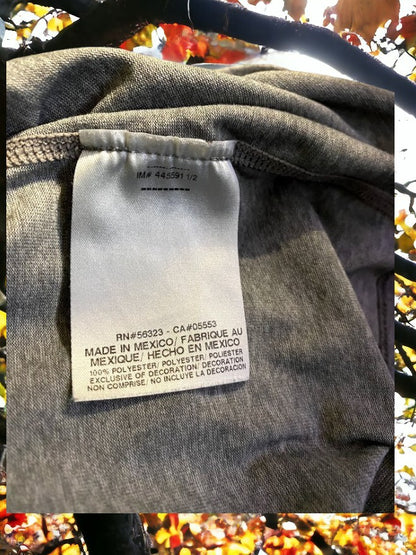 IM# 445591 1/2
RN#56323 - CA#05553
MADE IN MEXICO/ FABRIQUE AU
MEXIQUE/ HECHO EN MEXICO
100% POLYESTER/ POLYESTER/ POLIESTER
EXCLUSIVE OF DECORATION/ DECORATION
NON COMPRISE/ NO INCLUYE LA DECORACION